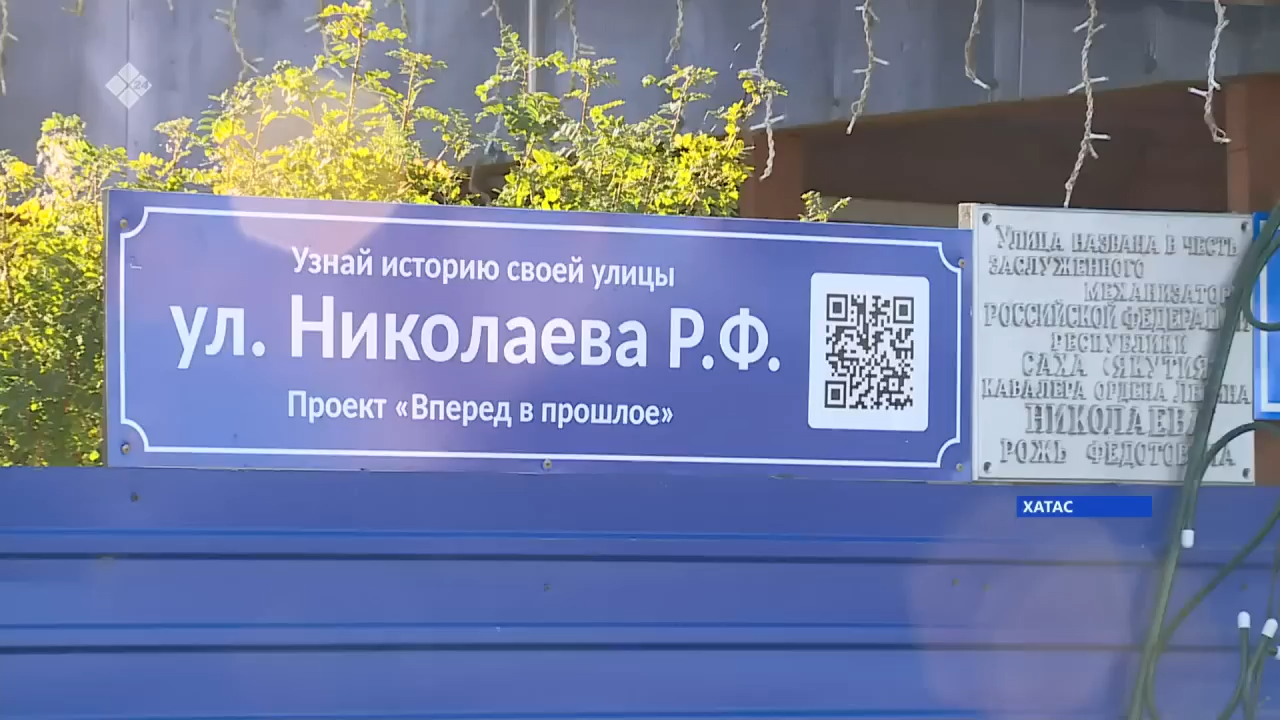 Узнай историю своей улицы
ул. Николаева Р.Ф.
Проект «Вперед в прошлое»
УЛИЦА НАЗВАНА В ЧЕСТЬ
ЗАСЛУЖЕННОГО
МЕХАНИЗАТОРА
РОССИЙСКОЙ ФЕДЕРАЦИИ
РЕСПУБЛИКИ
САХА (ЯКУТИЯ)
КАВАЛЕРА ОРДЕНА ЛЕНИНА
НИКОЛАЕВА
РОЖЬ ФЕДОТОВИЧА
ХАТАС
24